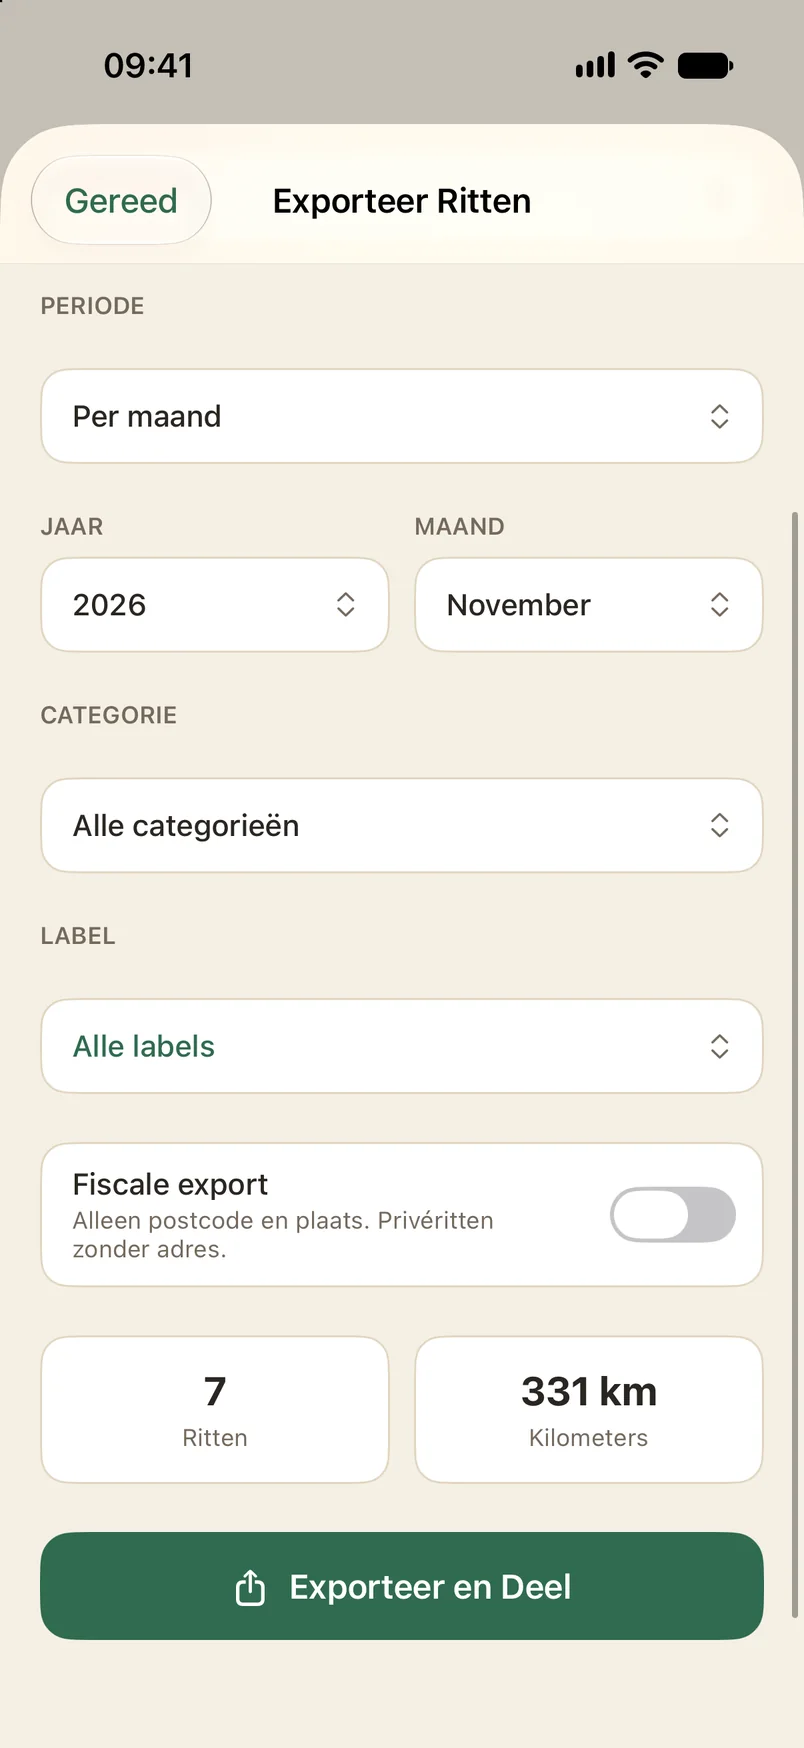 09:41
Gereed
Exporteer Ritten
PERIODE
Per maand
JAAR
MAAND
2026
November
CATEGORIE
Alle categorieën
LABEL
Alle labels
Fiscale export
Alleen postcode en plaats. Privéritten
zonder adres.
7
331 km
Ritten
Kilometers
Exporteer en Deel